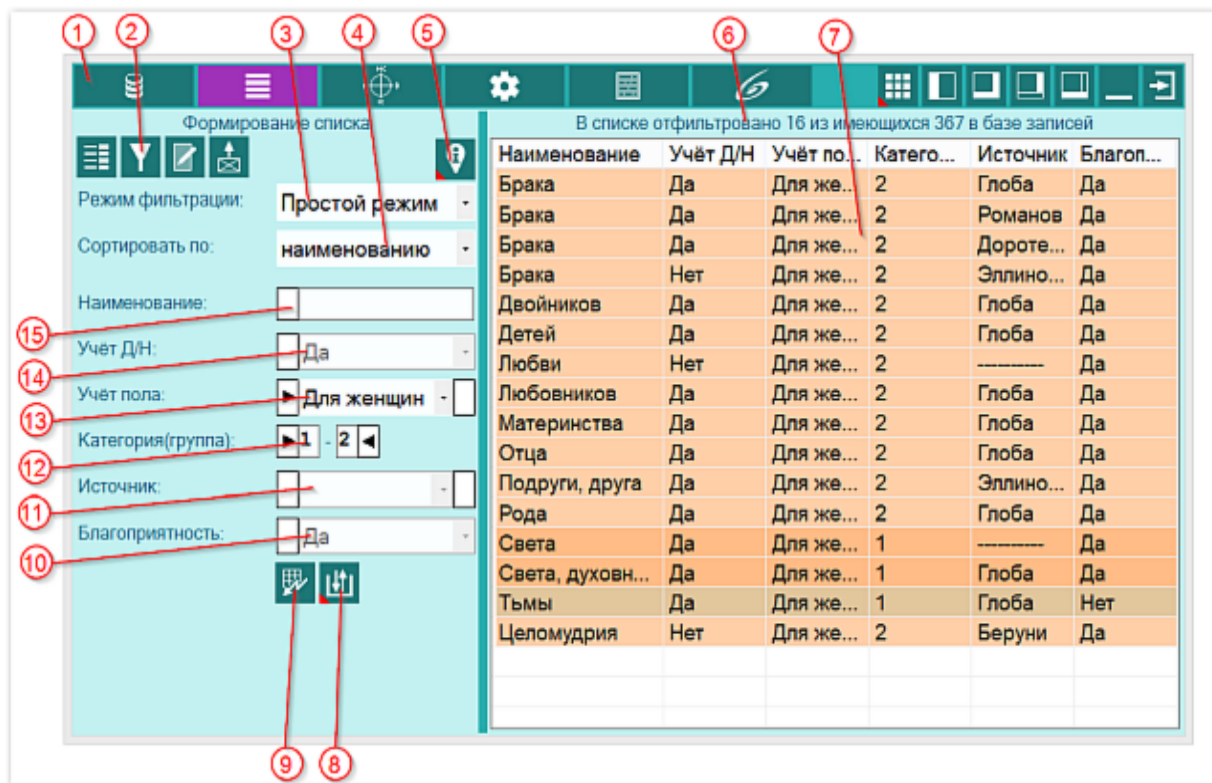 1 2 3 4 5 6 7
Формирование списка
В списке отфильтровано 16 из имеющихся 367 в базе записей
Режим фильтрации: Простой режим
Сортировать по: наименованию
Наименование:
15
Учёт Д/Н: Да
14
Учёт пола: Для женщин
13
Категория(группа): 1 - 2
12
Источник:
11
Благоприятность: Да
10
9 8
Наименование Учёт Д/Н Учёт по... Катего... Источник Благоп...
Брака Да Для же... 2 Глоба Да
Брака Да Для же... 2 Романов Да
Брака Да Для же... 2 Дороте... Да
Брака Нет Для же... 2 Эллино... Да
Двойников Да Для же... 2 Глоба Да
Детей Да Для же... 2 Глоба Да
Любви Нет Для же... 2 ---------- Да
Любовников Да Для же... 2 Глоба Да
Материнства Да Для же... 2 Глоба Да
Отца Да Для же... 2 Глоба Да
Подруги, друга Да Для же... 2 Эллино... Да
Рода Да Для же... 2 Глоба Да
Света Да Для же... 1 ---------- Да
Света, духовн... Да Для же... 1 Глоба Да
Тьмы Да Для же... 1 Глоба Нет
Целомудрия Нет Для же... 2 Беруни Да